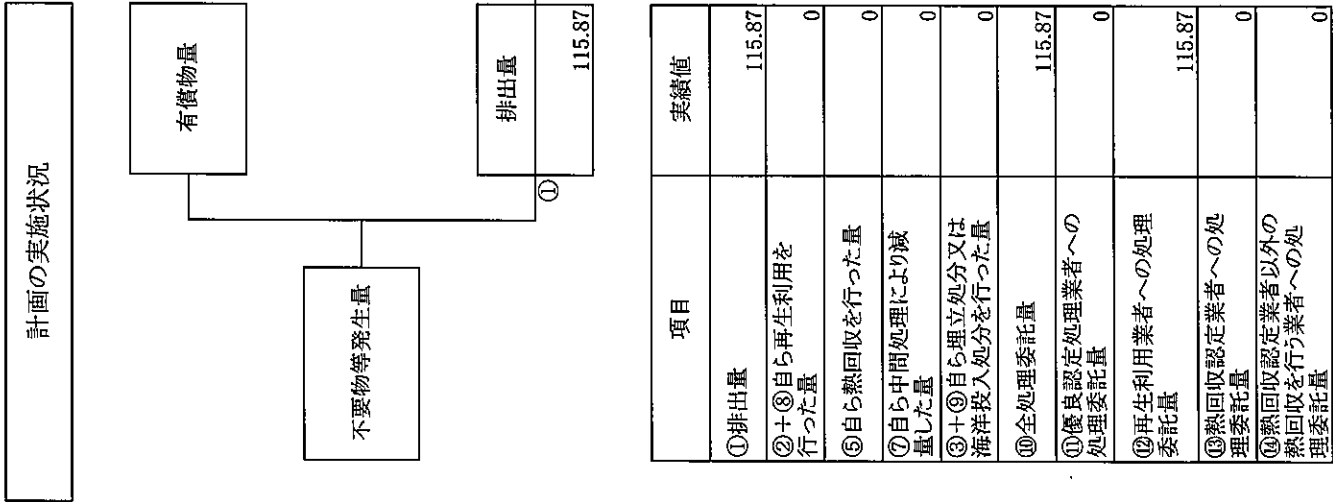 計画の実施状況
不要物等発生量
有償物量
①
排出量
115.87
項目
実績値
①排出量
115.87
②+⑧自ら再生利用を
行った量
0
⑤自ら熱回収を行った量
0
⑦自ら中間処理により減
量した量
0
③+⑨自ら埋立処分又は
海洋投入処分を行った量
0
⑩全処理委託量
115.87
⑪優良認定処理業者への
処理委託量
0
⑫再生利用業者への処理
委託量
115.87
⑬熱回収認定業者への処
理委託量
0
⑭熱回収認定業者以外の
熱回収を行う業者への処
理委託量
0